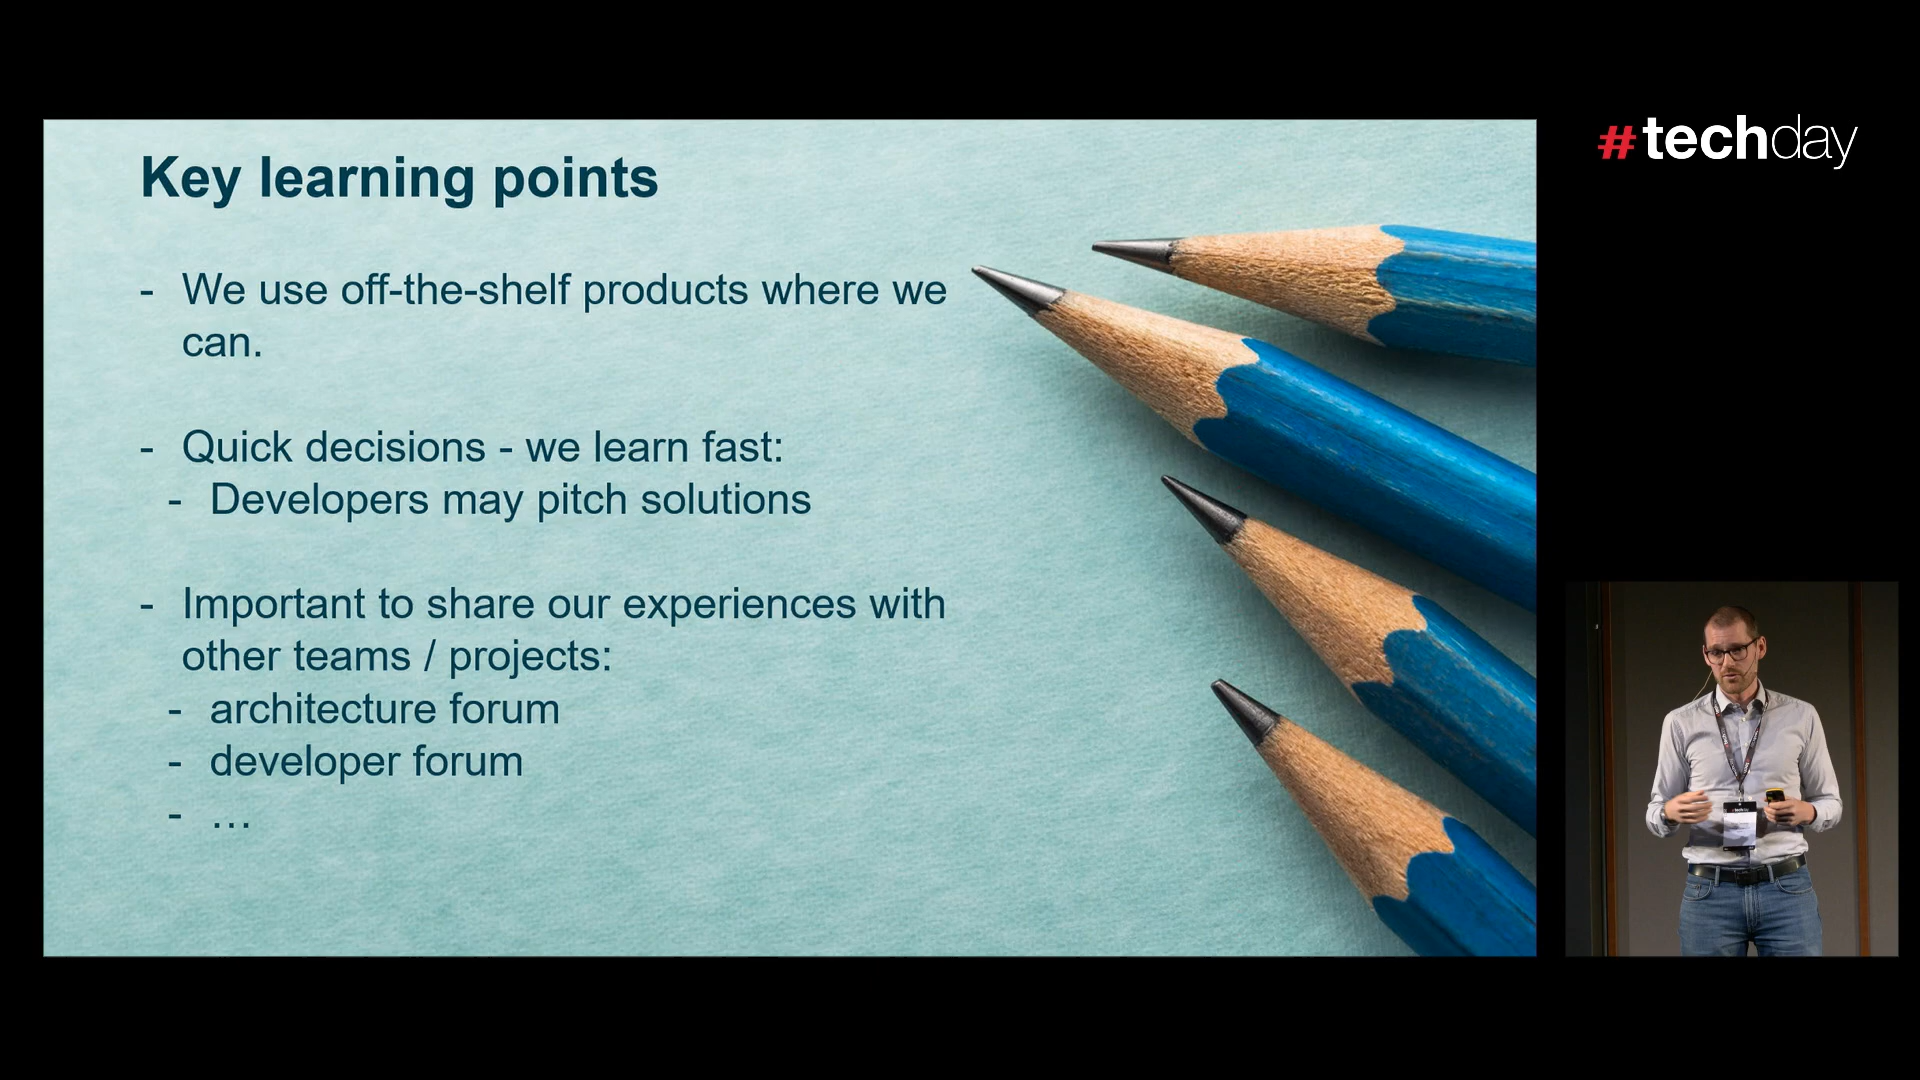 #techday
Key learning points
- We use off-the-shelf products where we
can.
- Quick decisions - we learn fast:
- Developers may pitch solutions
- Important to share our experiences with
other teams / projects:
- architecture forum
- developer forum
- …